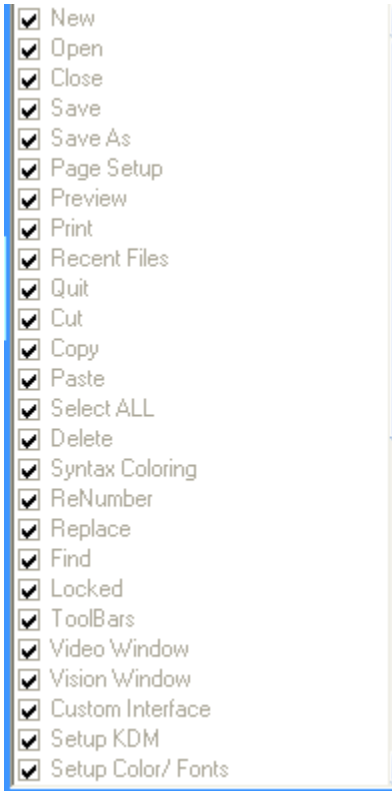 New
Open
Close
Save
Save As
Page Setup
Preview
Print
Recent Files
Quit
Cut
Copy
Paste
Select ALL
Delete
Syntax Coloring
ReNumber
Replace
Find
Locked
ToolBars
Video Window
Vision Window
Custom Interface
Setup KDM
Setup Color/ Fonts